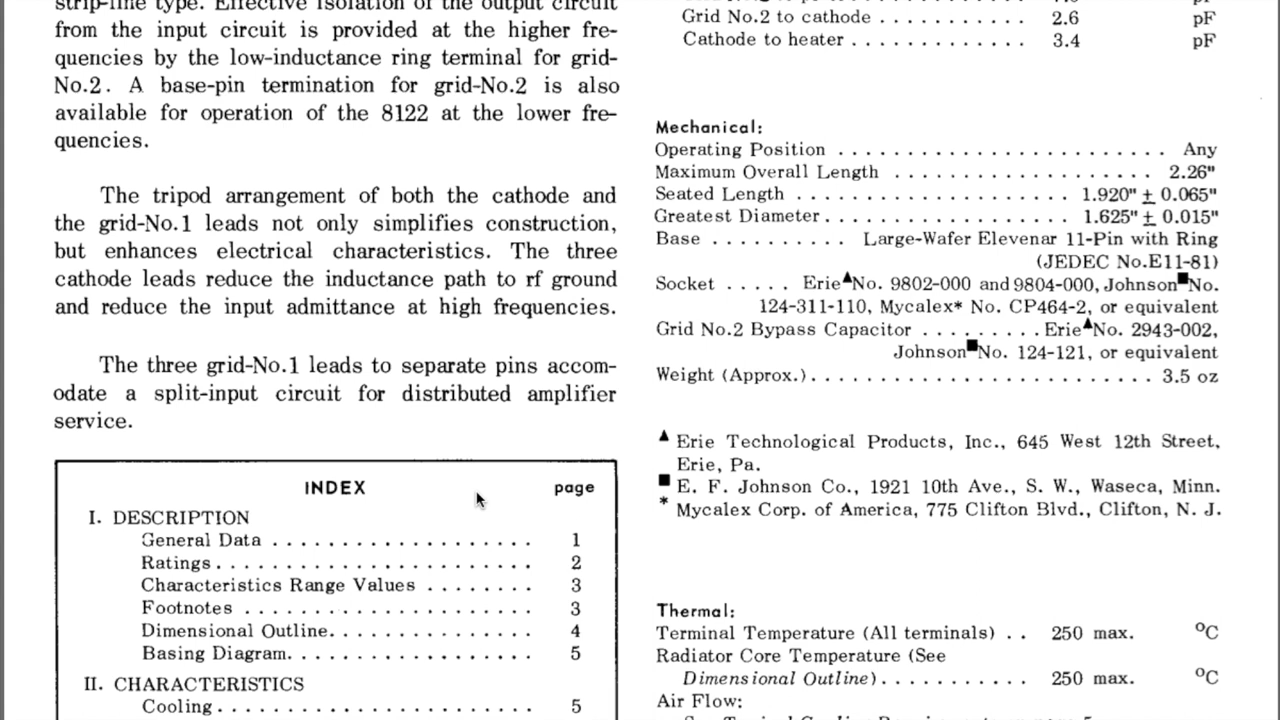 strip-line type. Effective isolation of the output circuit
from the input circuit is provided at the higher fre-
quencies by the low-inductance ring terminal for grid-
No.2. A base-pin termination for grid-No.2 is also
available for operation of the 8122 at the lower fre-
quencies.
The tripod arrangement of both the cathode and
the grid-No.1 leads not only simplifies construction,
but enhances electrical characteristics. The three
cathode leads reduce the inductance path to rf ground
and reduce the input admittance at high frequencies.
The three grid-No.1 leads to separate pins accom-
odate a split-input circuit for distributed amplifier
service.
INDEX page
I. DESCRIPTION
General Data . . . . . . . . . . . . . . . . . . . 1
Ratings . . . . . . . . . . . . . . . . . . . . . . . 2
Characteristics Range Values . . . . . . . . 3
Footnotes . . . . . . . . . . . . . . . . . . . . . 3
Dimensional Outline. . . . . . . . . . . . . . . 4
Basing Diagram. . . . . . . . . . . . . . . . . . 5
II. CHARACTERISTICS
Cooling . . . . . . . . . . . . . . . . . . . . . . . 5
Grid No.2 to cathode . . . . . . . . . . . 2.6 pF
Cathode to heater . . . . . . . . . . . . . 3.4 pF
Mechanical:
Operating Position . . . . . . . . . . . . . . . . . . . . . . . . Any
Maximum Overall Length . . . . . . . . . . . . . . . . . . . 2.26"
Seated Length . . . . . . . . . . . . . . . . . . . . 1.920" ± 0.065"
Greatest Diameter . . . . . . . . . . . . . . . . . . 1.625" ± 0.015"
Base . . . . . . . . . . Large-Wafer Elevenar 11-Pin with Ring
(JEDEC No.E11-81)
Socket . . . . . Erie▲No. 9802-000 and 9804-000, Johnson■No.
124-311-110, Mycalex* No. CP464-2, or equivalent
Grid No.2 Bypass Capacitor . . . . . . . . . Erie▲No. 2943-002,
Johnson■No. 124-121, or equivalent
Weight (Approx.) . . . . . . . . . . . . . . . . . . . . . . . . . 3.5 oz
▲ Erie Technological Products, Inc., 645 West 12th Street,
Erie, Pa.
■ E. F. Johnson Co., 1921 10th Ave., S. W., Waseca, Minn.
* Mycalex Corp. of America, 775 Clifton Blvd., Clifton, N. J.
Thermal:
Terminal Temperature (All terminals) . . 250 max. °C
Radiator Core Temperature (See
Dimensional Outline) . . . . . . . . . . . 250 max. °C
Air Flow: